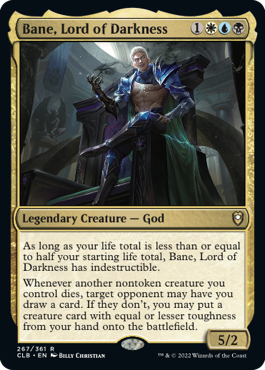 Bane, Lord of Darkness 1
Legendary Creature — God
As long as your life total is less than or equal
to half your starting life total, Bane, Lord of
Darkness has indestructible.
Whenever another nontoken creature you
control dies, target opponent may have you
draw a card. If they don't, you may put a
creature card with equal or lesser toughness
from your hand onto the battlefield.
5/2
267/361 R
CLB • EN BILLY CHRISTIAN
™ & © 2022 Wizards of the Coast